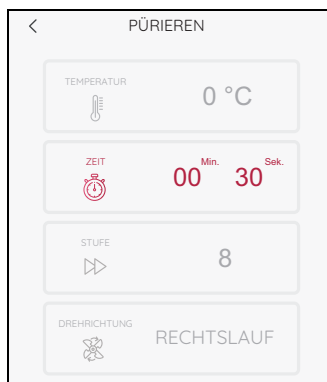 PÜRIEREN
TEMPERATUR
0 °C
ZEIT
00 Min. 30 Sek.
STUFE
8
DREHRICHTUNG
RECHTSLAUF